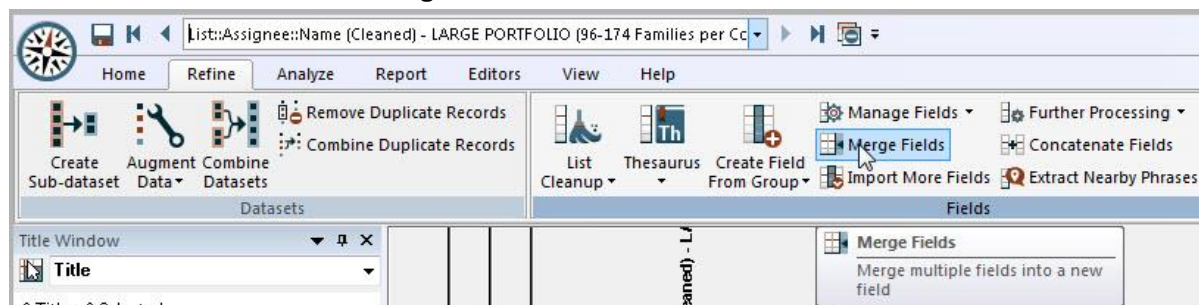 List::Assignee::Name (Cleaned) - LARGE PORTFOLIO (96-174 Families per Cc
Home Refine Analyze Report Editors View Help
Create Sub-dataset
Augment Data
Combine Datasets
Remove Duplicate Records
Combine Duplicate Records
List Cleanup
Thesaurus
Create Field From Group
Manage Fields
Merge Fields
Import More Fields
Further Processing
Concatenate Fields
Extract Nearby Phrases
Datasets
Fields
Title Window
Title
eaned) - LA
Merge Fields
Merge multiple fields into a new
field